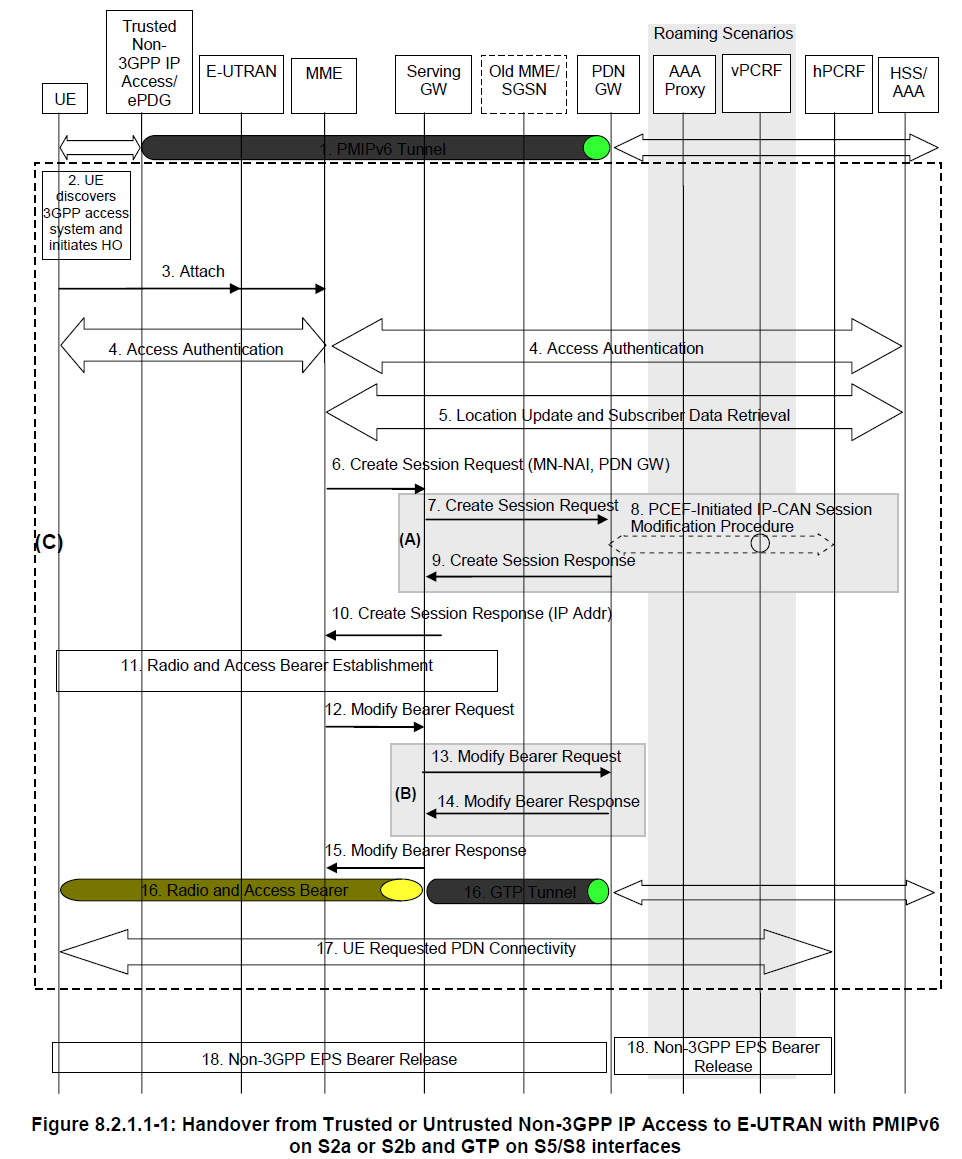 Roaming Scenarios
UE
Trusted
Non-
3GPP IP
Access/
ePDG
E-UTRAN
MME
Serving
GW
Old MME/
SGSN
PDN
GW
AAA
Proxy
vPCRF
hPCRF
HSS/
AAA
1. PMIPv6 Tunnel
2. UE
discovers
3GPP access
system and
initiates HO
3. Attach
4. Access Authentication
4. Access Authentication
5. Location Update and Subscriber Data Retrieval
6. Create Session Request (MN-NAI, PDN GW)
(C)
(A)
7. Create Session Request
8. PCEF-Initiated IP-CAN Session
Modification Procedure
9. Create Session Response
10. Create Session Response (IP Addr)
11. Radio and Access Bearer Establishment
12. Modify Bearer Request
13. Modify Bearer Request
(B)
14. Modify Bearer Response
15. Modify Bearer Response
16. Radio and Access Bearer
16. GTP Tunnel
17. UE Requested PDN Connectivity
18. Non-3GPP EPS Bearer Release
18. Non-3GPP EPS Bearer
Release
Figure 8.2.1.1-1: Handover from Trusted or Untrusted Non-3GPP IP Access to E-UTRAN with PMIPv6
on S2a or S2b and GTP on S5/S8 interfaces